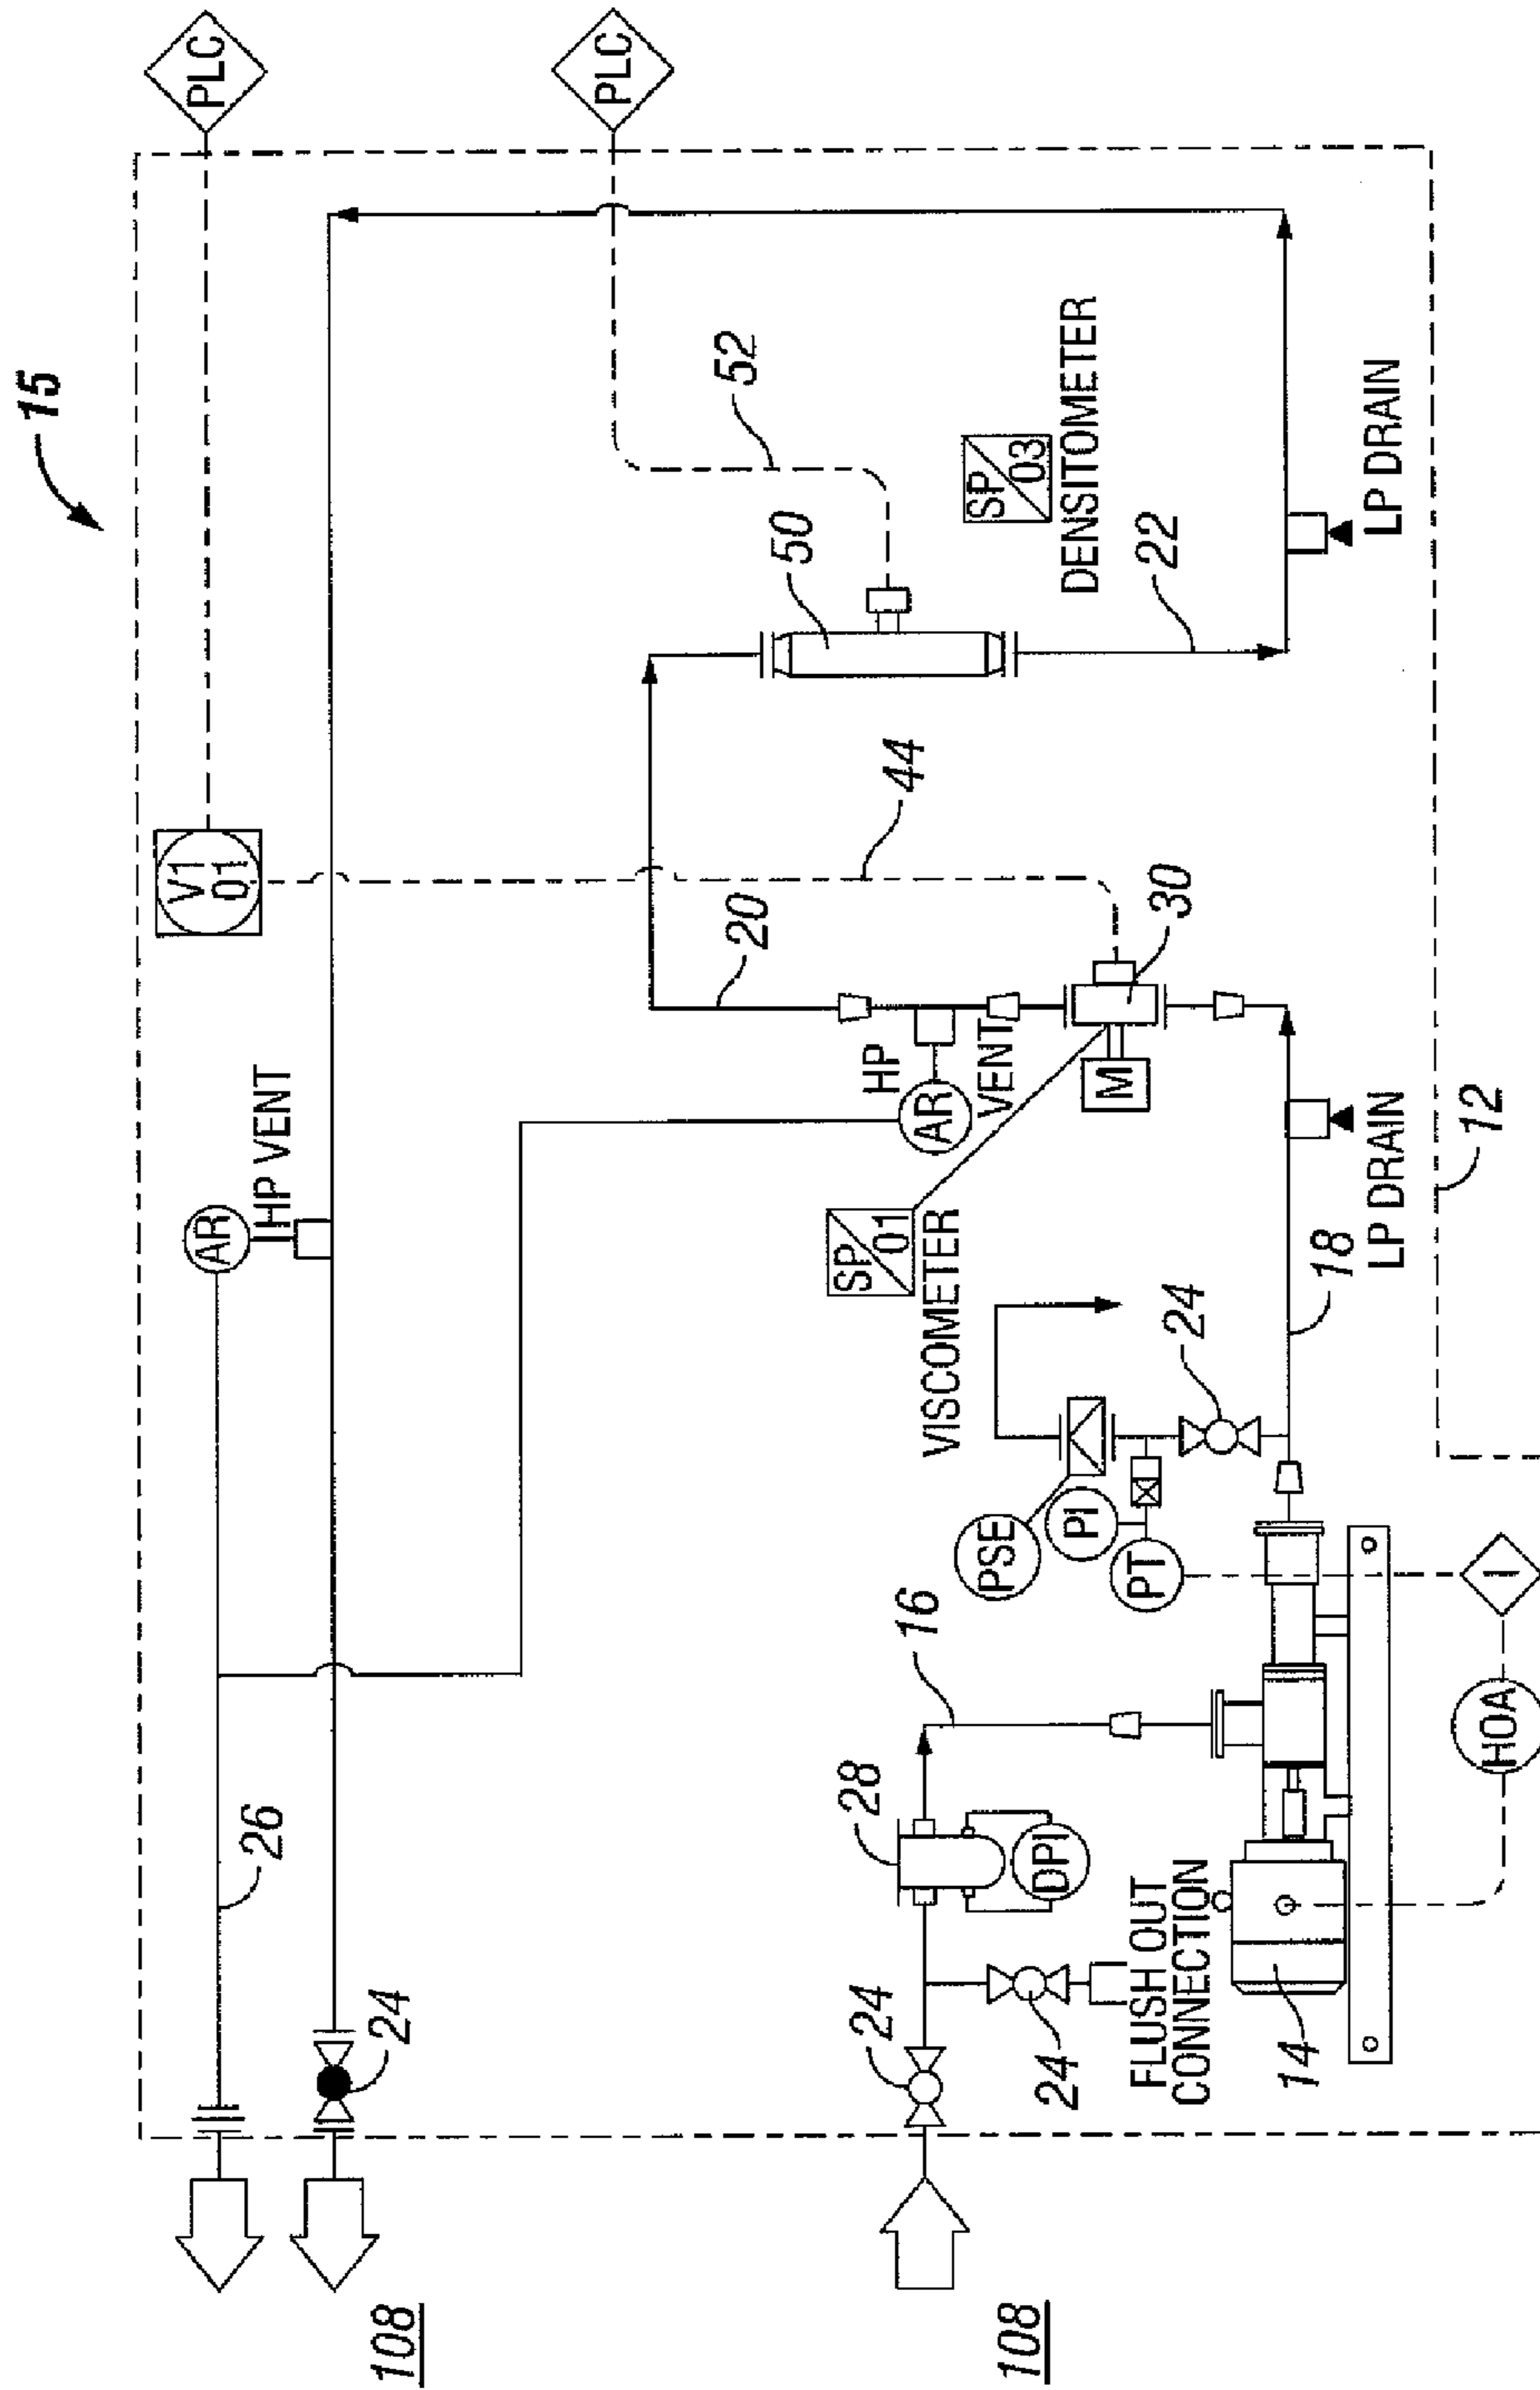 15
PLC
PLC
V1
01
52
SP
03
DENSITOMETER
50
22
LP DRAIN
44
20
30
HP
VENT
AR
M
HP VENT
AR
SP
01
VISCOMETER
LP DRAIN
12
18
24
PSE
PI
PT
I
HOA
16
28
DPI
26
24
24
24
FLUSH OUT
CONNECTION
14
108
108